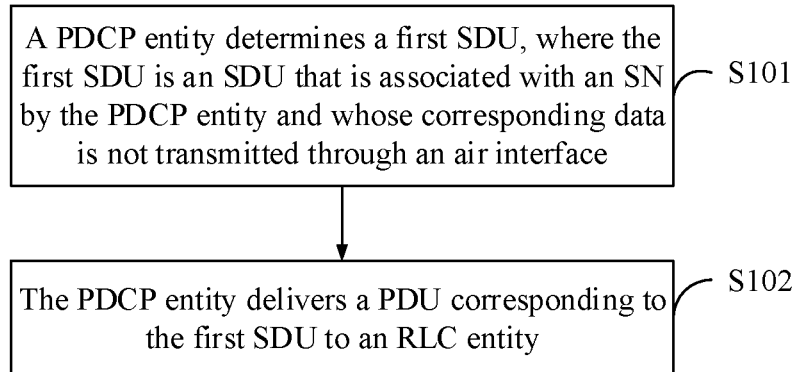 A PDCP entity determines a first SDU, where the
first SDU is an SDU that is associated with an SN
by the PDCP entity and whose corresponding data
is not transmitted through an air interface
S101
The PDCP entity delivers a PDU corresponding to
the first SDU to an RLC entity
S102